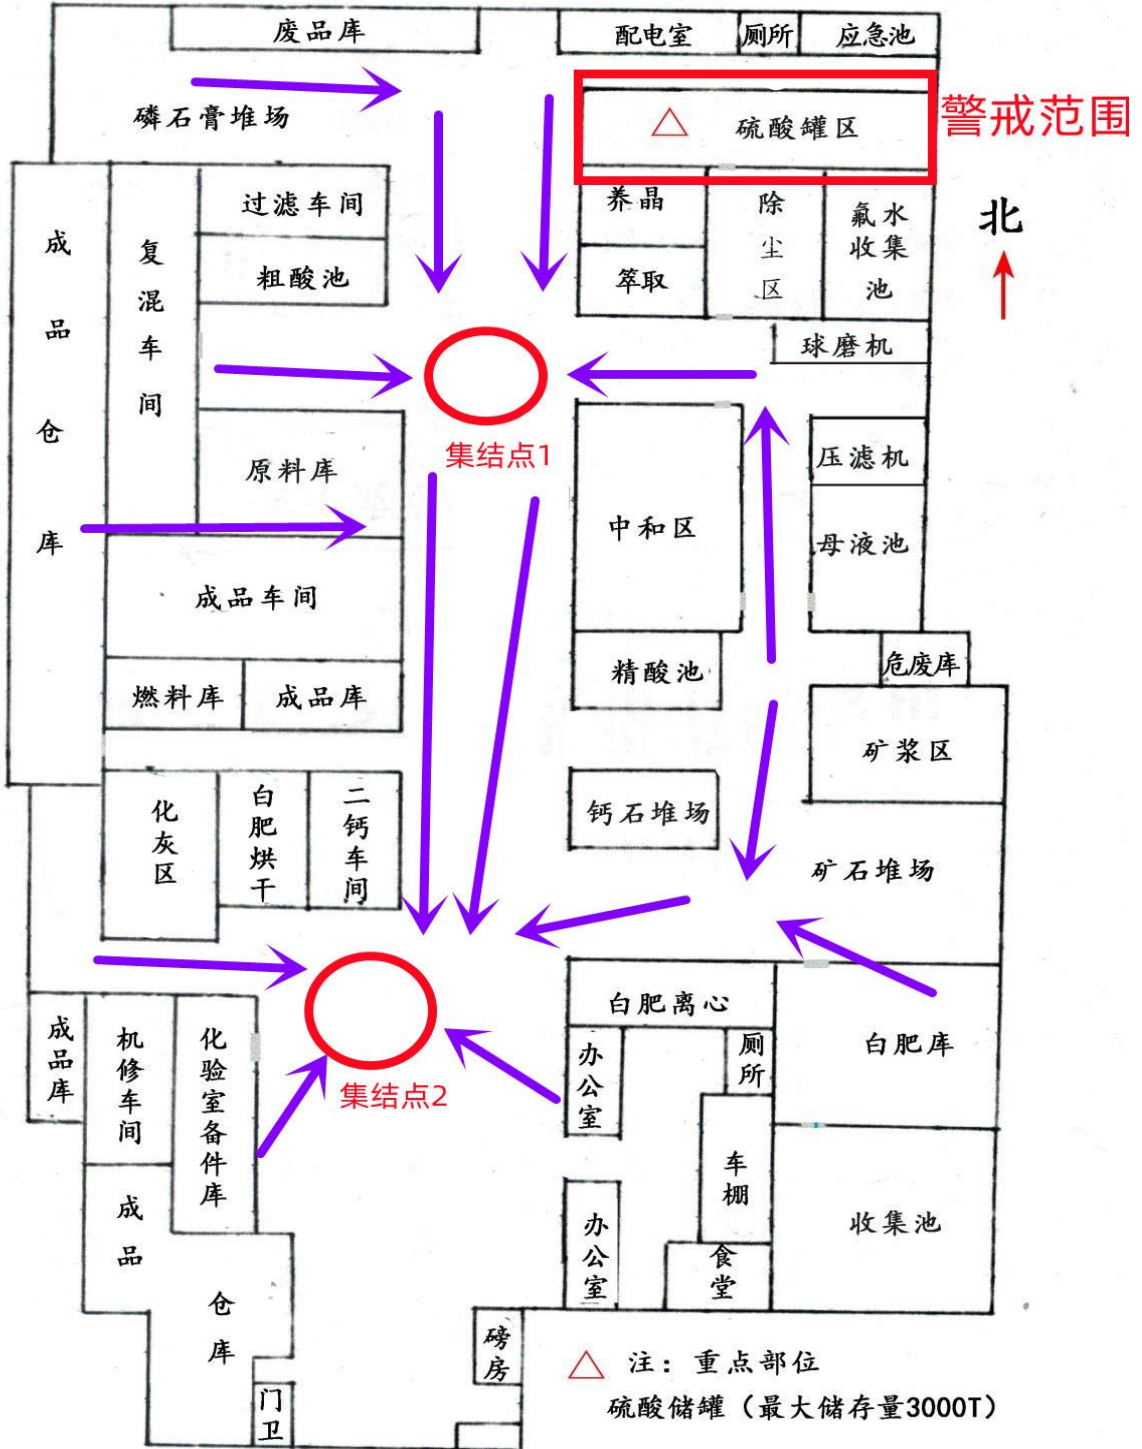 废品库
配电室
厕所
应急池
磷石膏堆场
硫酸罐区
警戒范围
过滤车间
粗酸池
养晶
萃取
除尘区
氟水收集池
北
成品仓库
复混车间
球磨机
集结点1
原料库
压滤机
中和区
母液池
成品车间
精酸池
危废库
燃料库
成品库
矿浆区
化灰区
白肥烘干
二钙车间
钙石堆场
矿石堆场
白肥离心
成品库
机修车间
化验室备件库
办公室
厕所
白肥库
集结点2
车棚
成品
办公室
食堂
收集池
仓库
磅房
门卫
注：重点部位
硫酸储罐（最大储存量3000T）